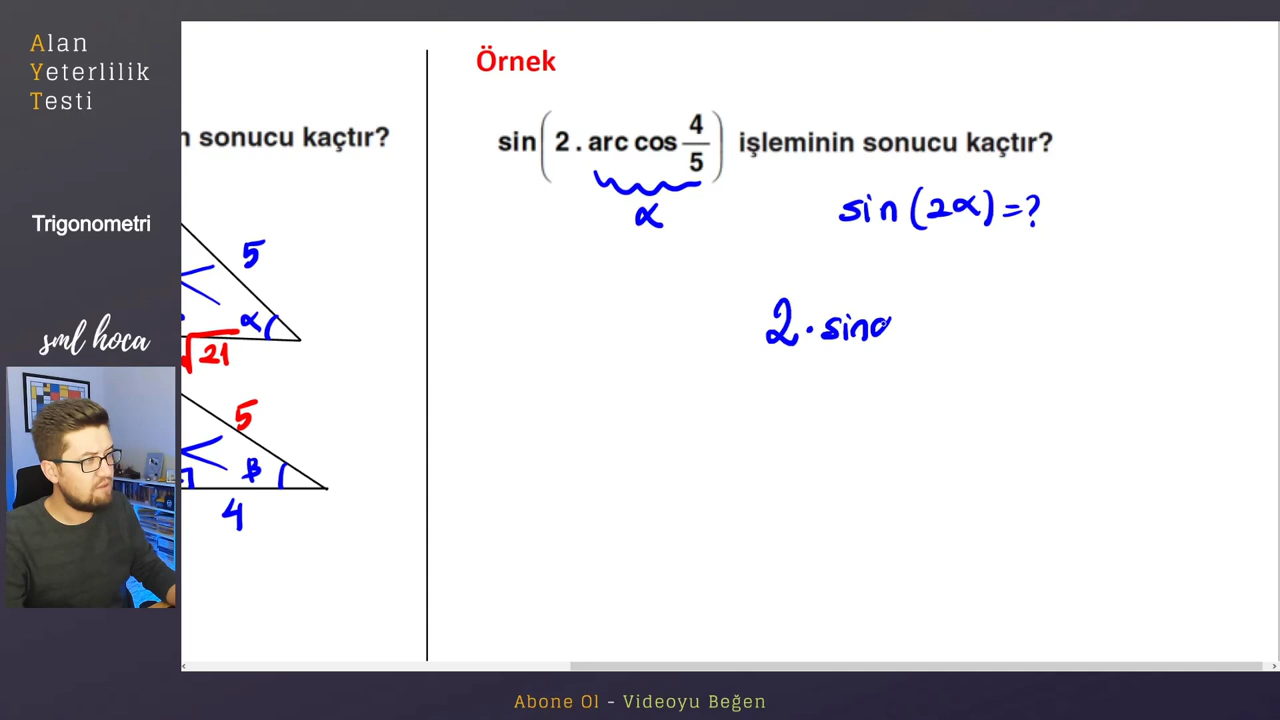 Alan
Yeterlilik
Testi
Trigonometri
sml hoca
n sonucu kaçtır?
5
α
√21
5
β
4
Örnek
sin(2 . arc cos 4/5) işleminin sonucu kaçtır?
α
sin(2α)=?
2·sinα
Abone Ol - Videoyu Beğen